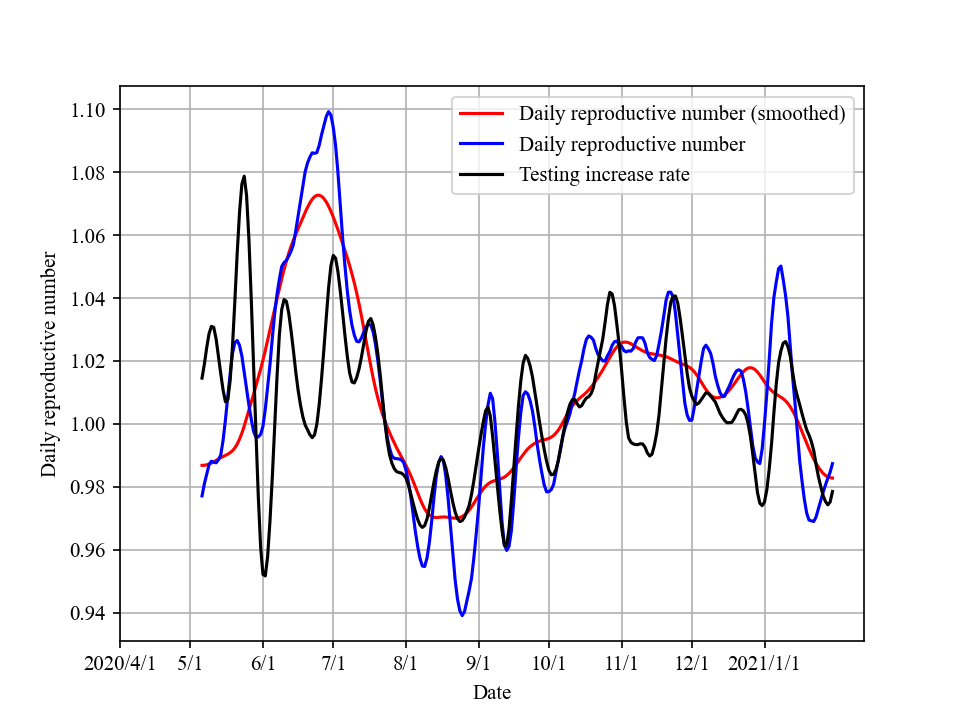 Daily reproductive number (smoothed)
Daily reproductive number
Testing increase rate
Daily reproductive number
1.10
1.08
1.06
1.04
1.02
1.00
0.98
0.96
0.94
2020/4/1 5/1 6/1 7/1 8/1 9/1 10/1 11/1 12/1 2021/1/1
Date